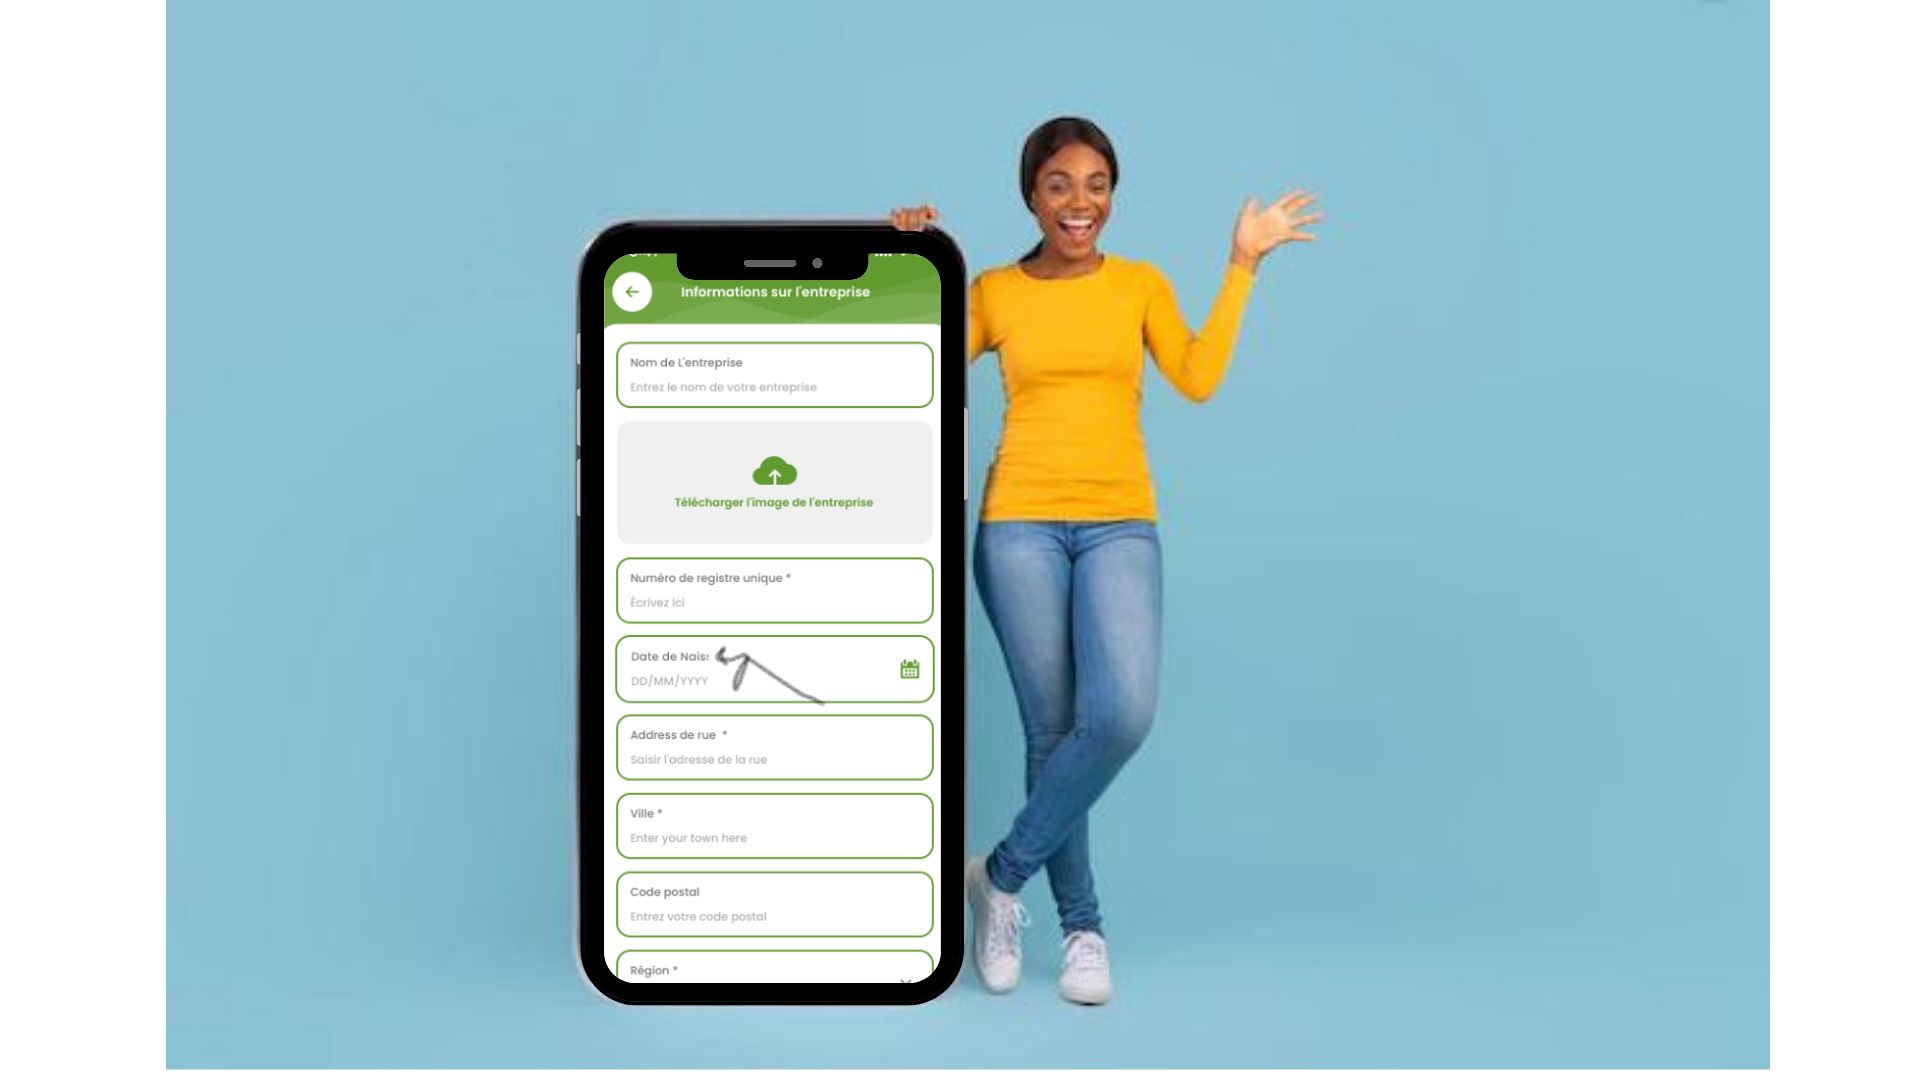 Informations sur l'entreprise
Nom de L'entreprise
Entrez le nom de votre entreprise
Télécharger l'image de l'entreprise
Numéro de registre unique *
Écrivez ici
Date de Nais
DD/MM/YYYY
Address de rue *
Saisir l'adresse de la rue
Ville *
Enter your town here
Code postal
Entrez votre code postal
Région *